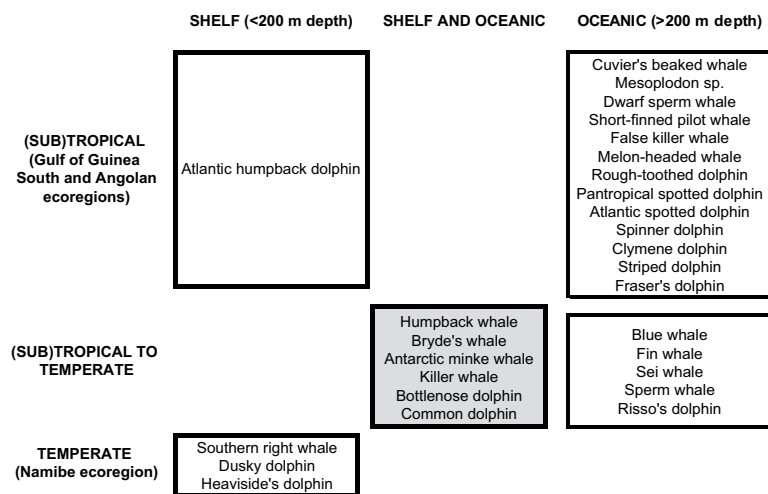 SHELF (<200 m depth)
SHELF AND OCEANIC
OCEANIC (>200 m depth)
(SUB)TROPICAL
(Gulf of Guinea
South and Angolan
ecoregions)
Atlantic humpback dolphin
Cuvier's beaked whale
Mesoplodon sp.
Dwarf sperm whale
Short-finned pilot whale
False killer whale
Melon-headed whale
Rough-toothed dolphin
Pantropical spotted dolphin
Atlantic spotted dolphin
Spinner dolphin
Clymene dolphin
Striped dolphin
Fraser's dolphin
(SUB)TROPICAL TO
TEMPERATE
Humpback whale
Bryde's whale
Antarctic minke whale
Killer whale
Bottlenose dolphin
Common dolphin
Blue whale
Fin whale
Sei whale
Sperm whale
Risso's dolphin
TEMPERATE
(Namibe ecoregion)
Southern right whale
Dusky dolphin
Heaviside's dolphin